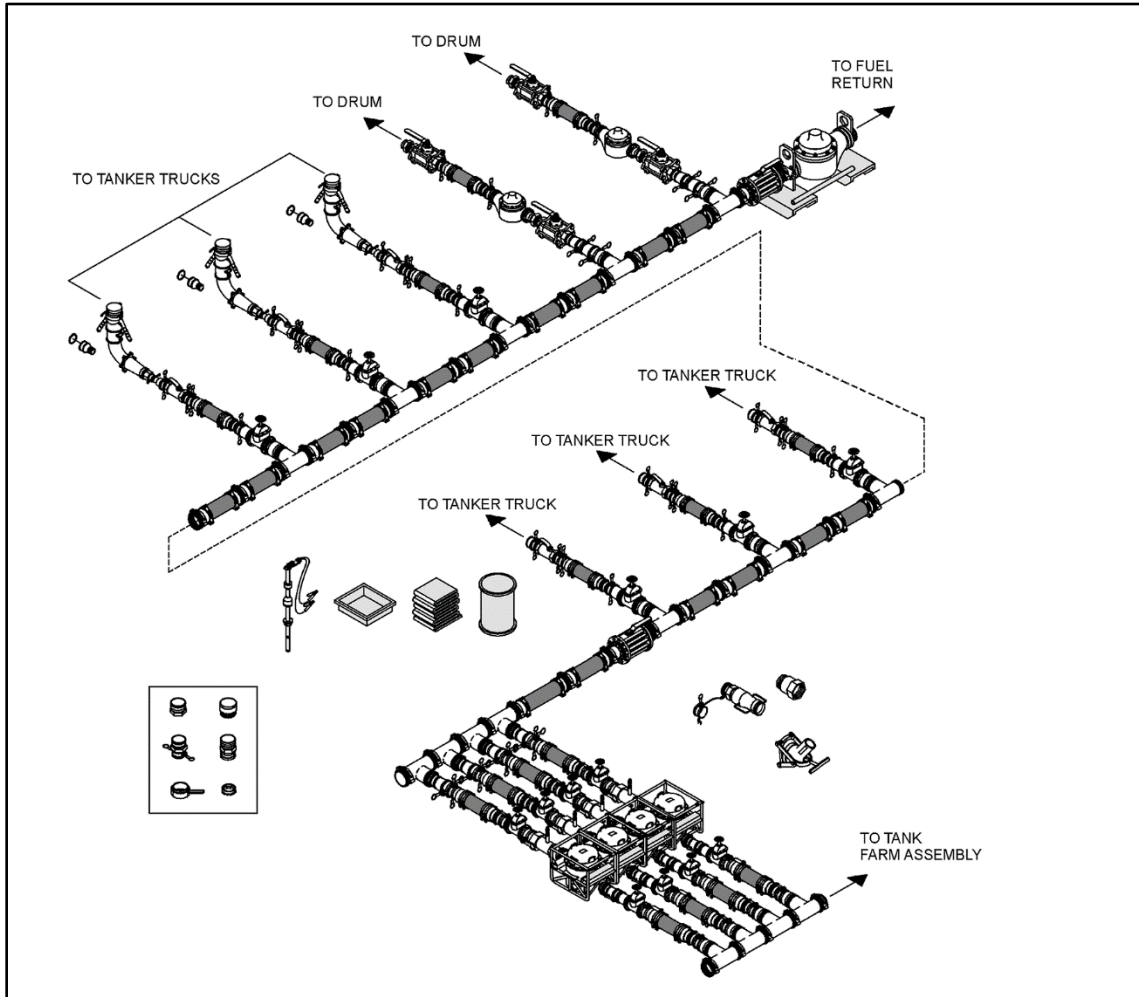 TO DRUM
TO FUEL
RETURN
TO DRUM
TO TANKER TRUCKS
TO TANKER TRUCK
TO TANKER TRUCK
TO TANKER TRUCK
TO TANK
FARM ASSEMBLY